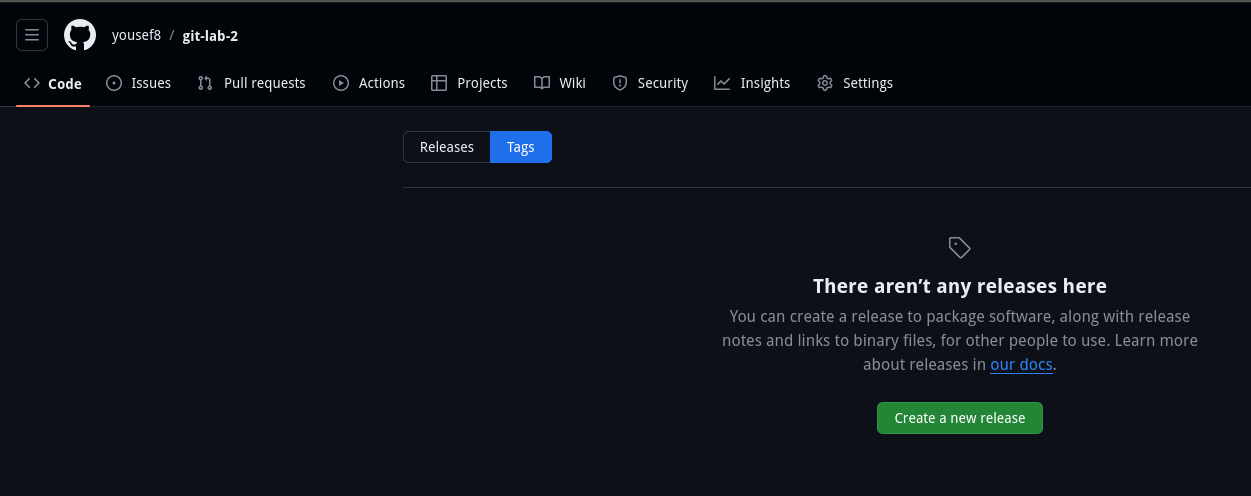 yousef8 / git-lab-2
Code Issues Pull requests Actions Projects Wiki Security Insights Settings
Releases Tags
There aren’t any releases here
You can create a release to package software, along with release
notes and links to binary files, for other people to use. Learn more
about releases in our docs.
Create a new release